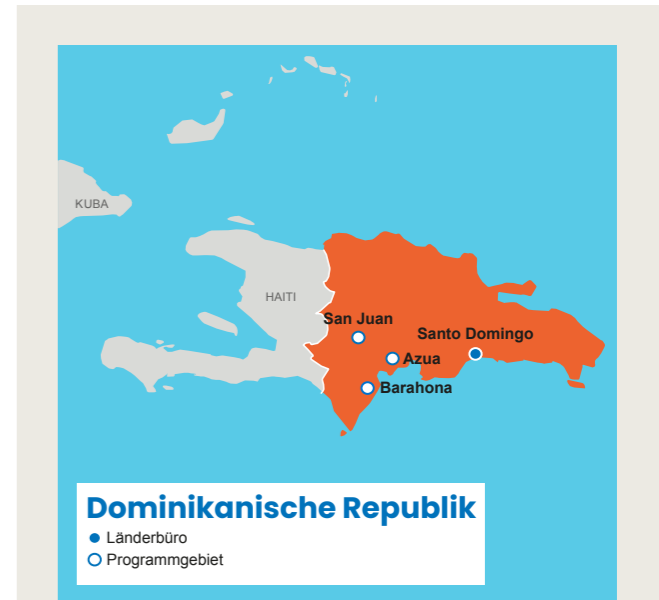 KUBA
HAITI
San Juan
Santo Domingo
Azua
Barahona
Dominikanische Republik
Länderbüro
Programmgebiet